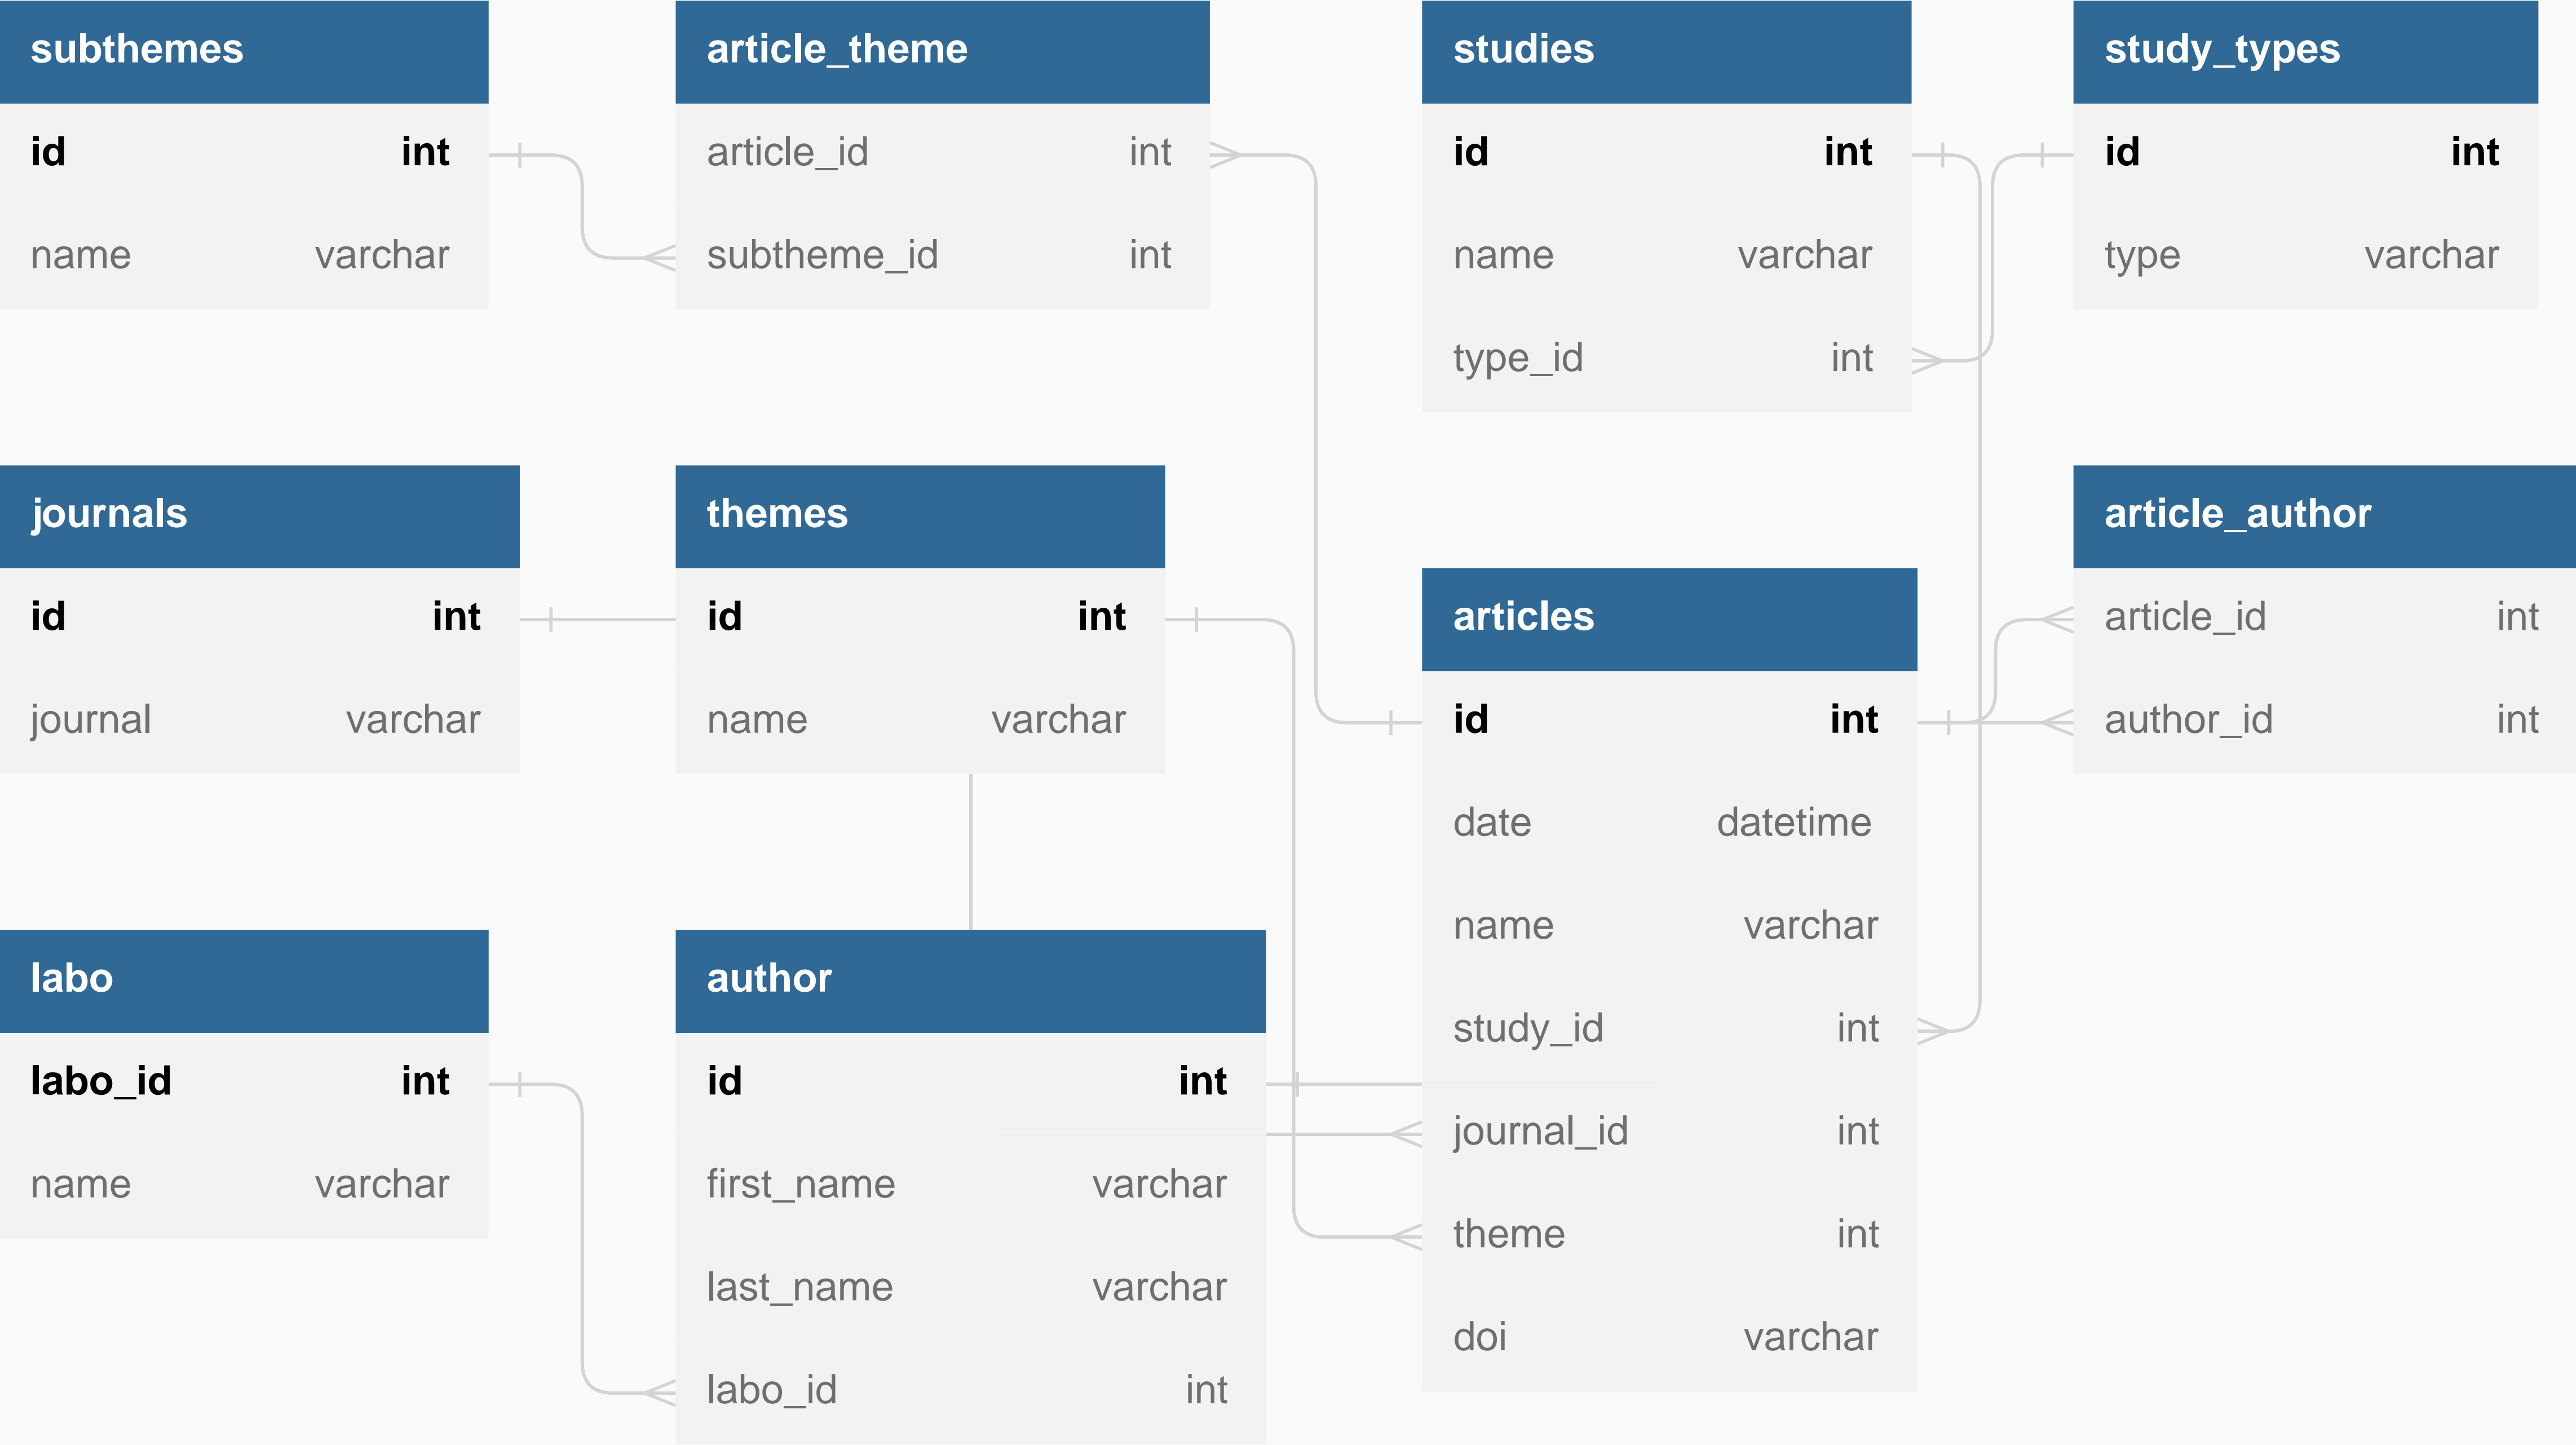 subthemes
id int
name varchar
article_theme
article_id int
subtheme_id int
studies
id int
name varchar
type_id int
study_types
id int
type varchar
journals
id int
journal varchar
themes
id int
name varchar
articles
id int
date datetime
name varchar
study_id int
journal_id int
theme int
doi varchar
article_author
article_id int
author_id int
labo
labo_id int
name varchar
author
id int
first_name varchar
last_name varchar
labo_id int